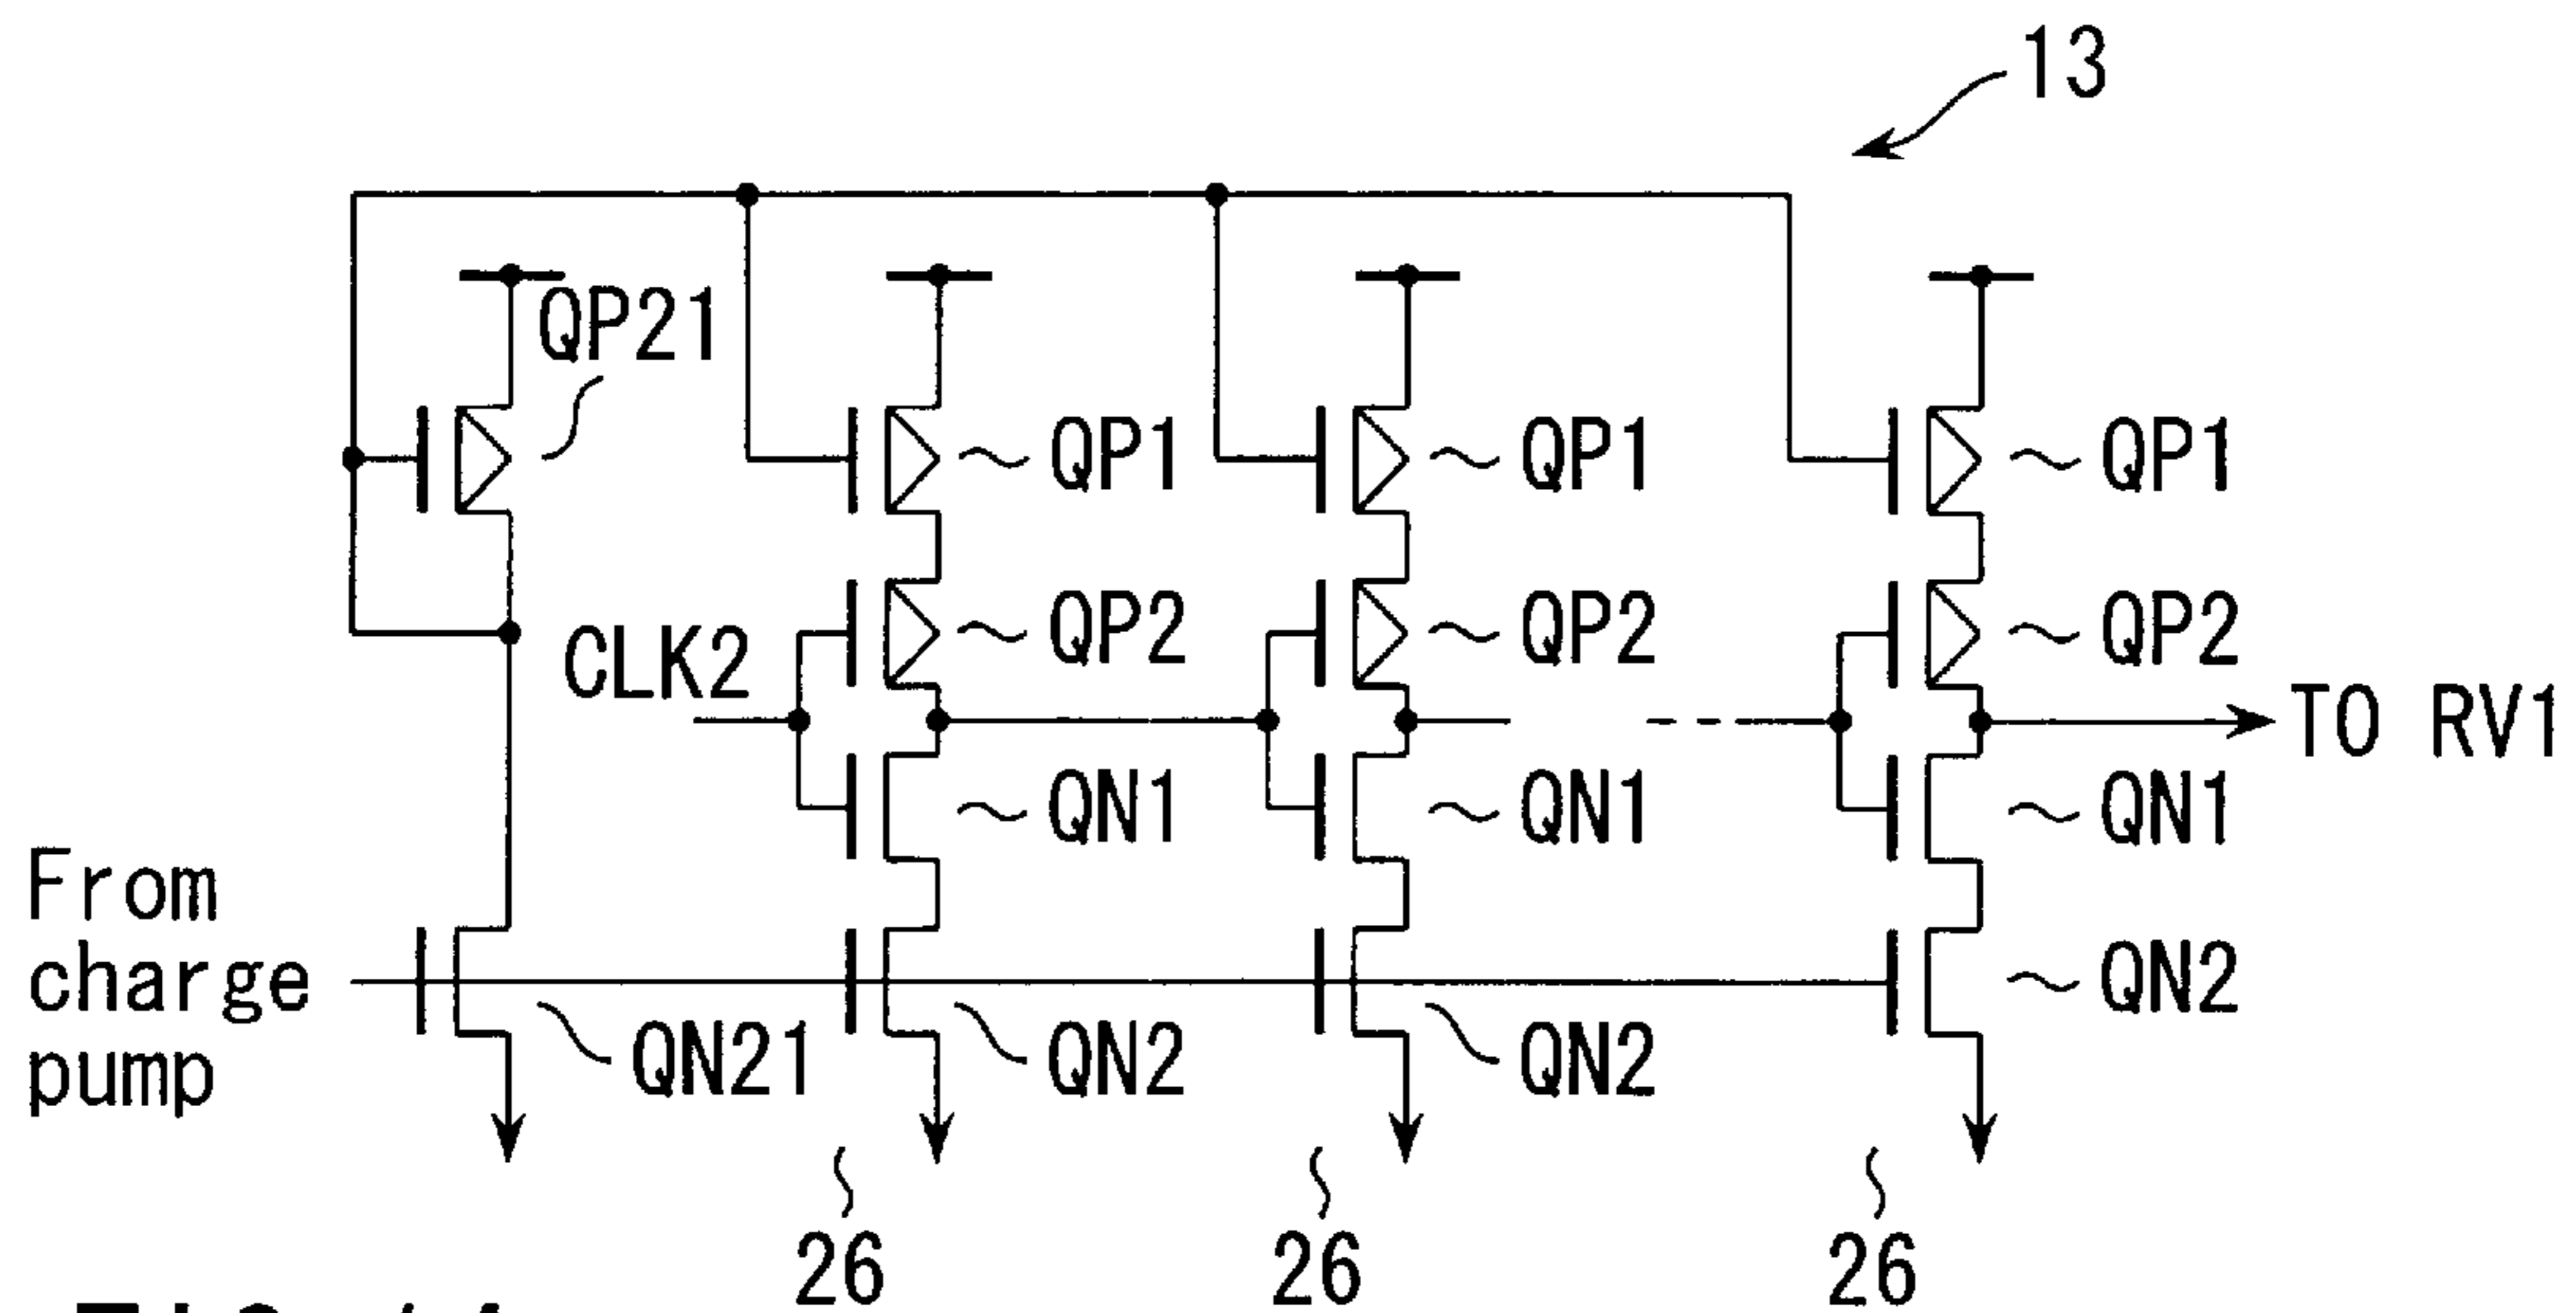 13
QP21
QP1
QP1
QP1
QP2
QP2
QP2
CLK2
TO RV1
QN1
QN1
QN1
From
charge
pump
QN21
QN2
QN2
QN2
26
26
26